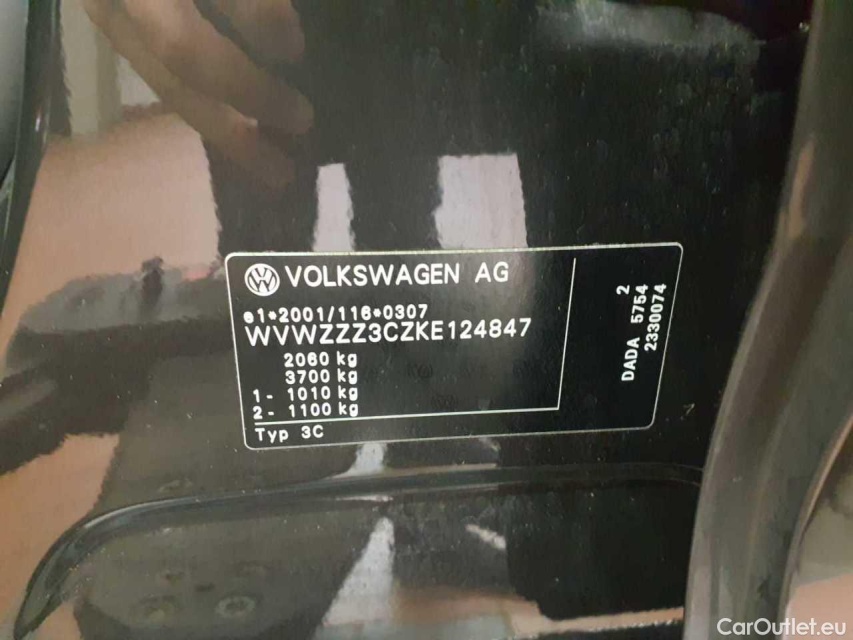 VOLKSWAGEN AG
e1*2001/116*0307
WVWZZZ3CZKE124847
2060 kg
3700 kg
1- 1010 kg
2- 1100 kg
Typ 3C
2
DADA 5754
2330074
CarOutlet.eu